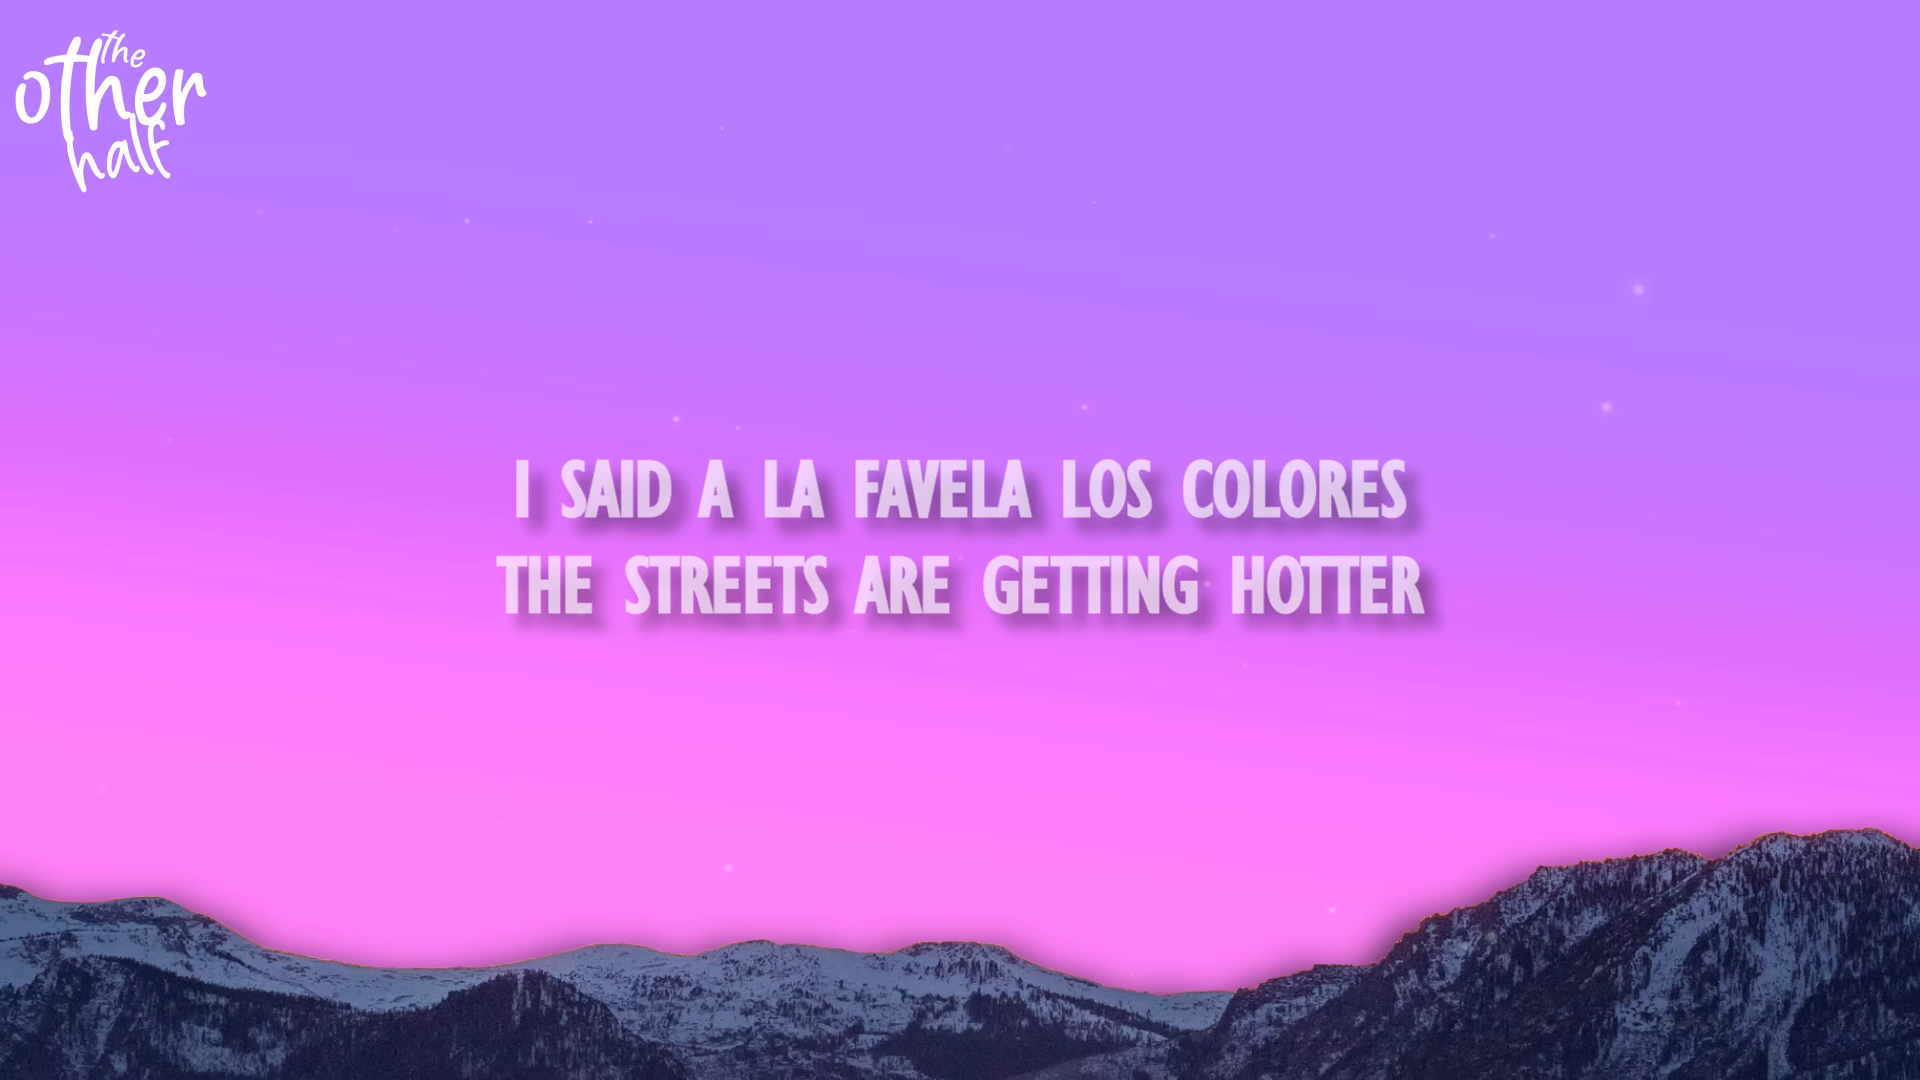 the
other
half
I SAID A LA FAVELA LOS COLORES
THE STREETS ARE GETTING HOTTER